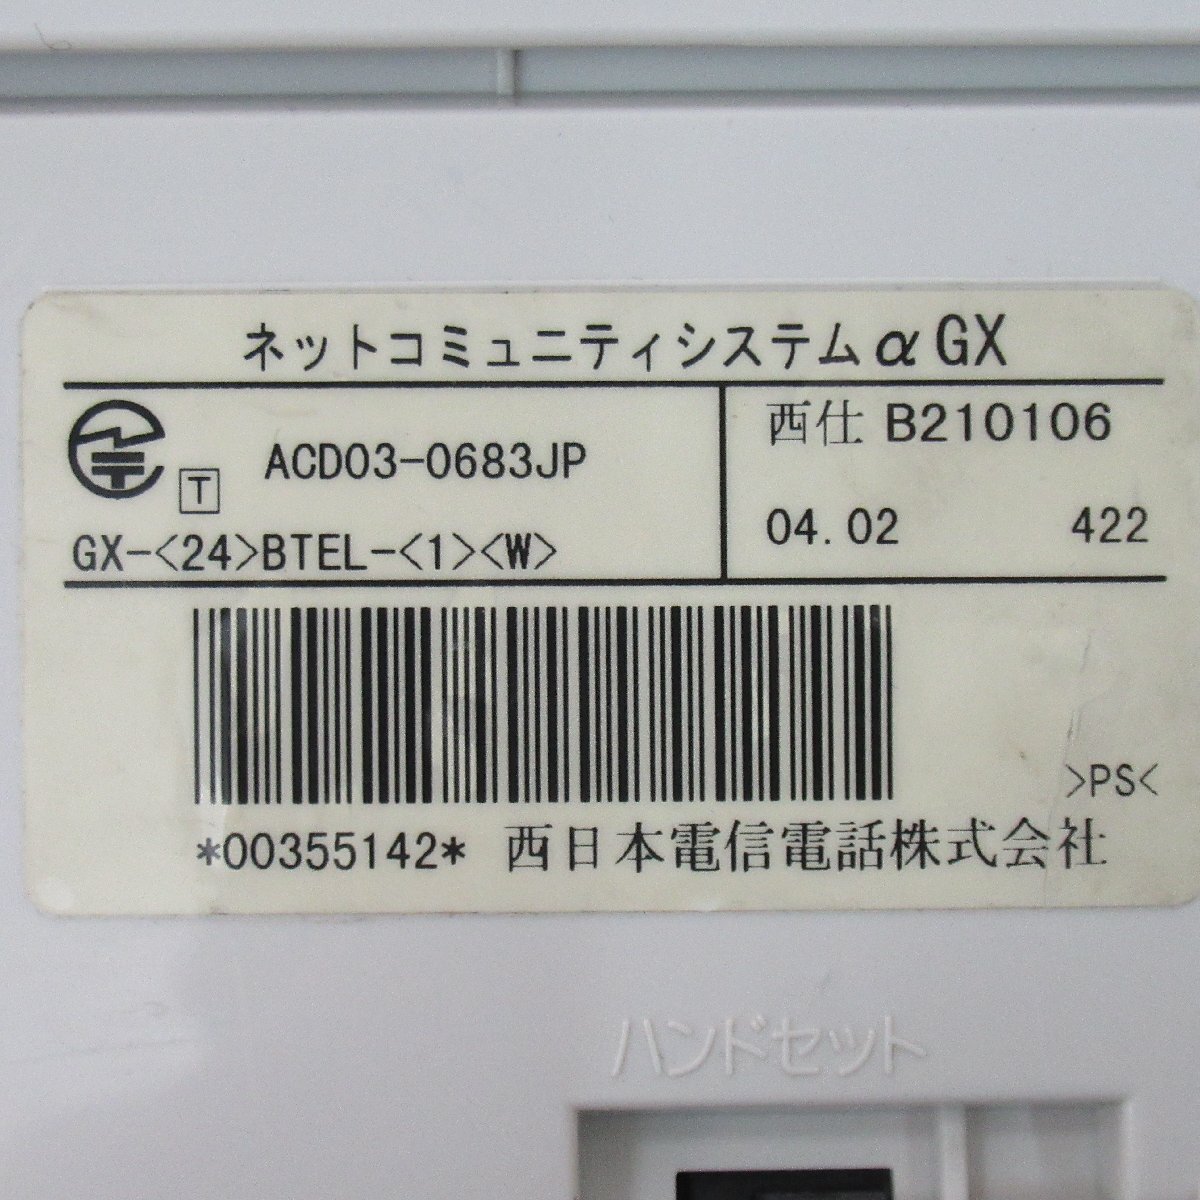 ネットコミュニティシステムα GX
T ACD03-0683JP
GX-<24>BTEL-<1><W>
西仕 B210106
04.02 422
>PS<
*00355142* 西日本電信電話株式会社
ハンドセット